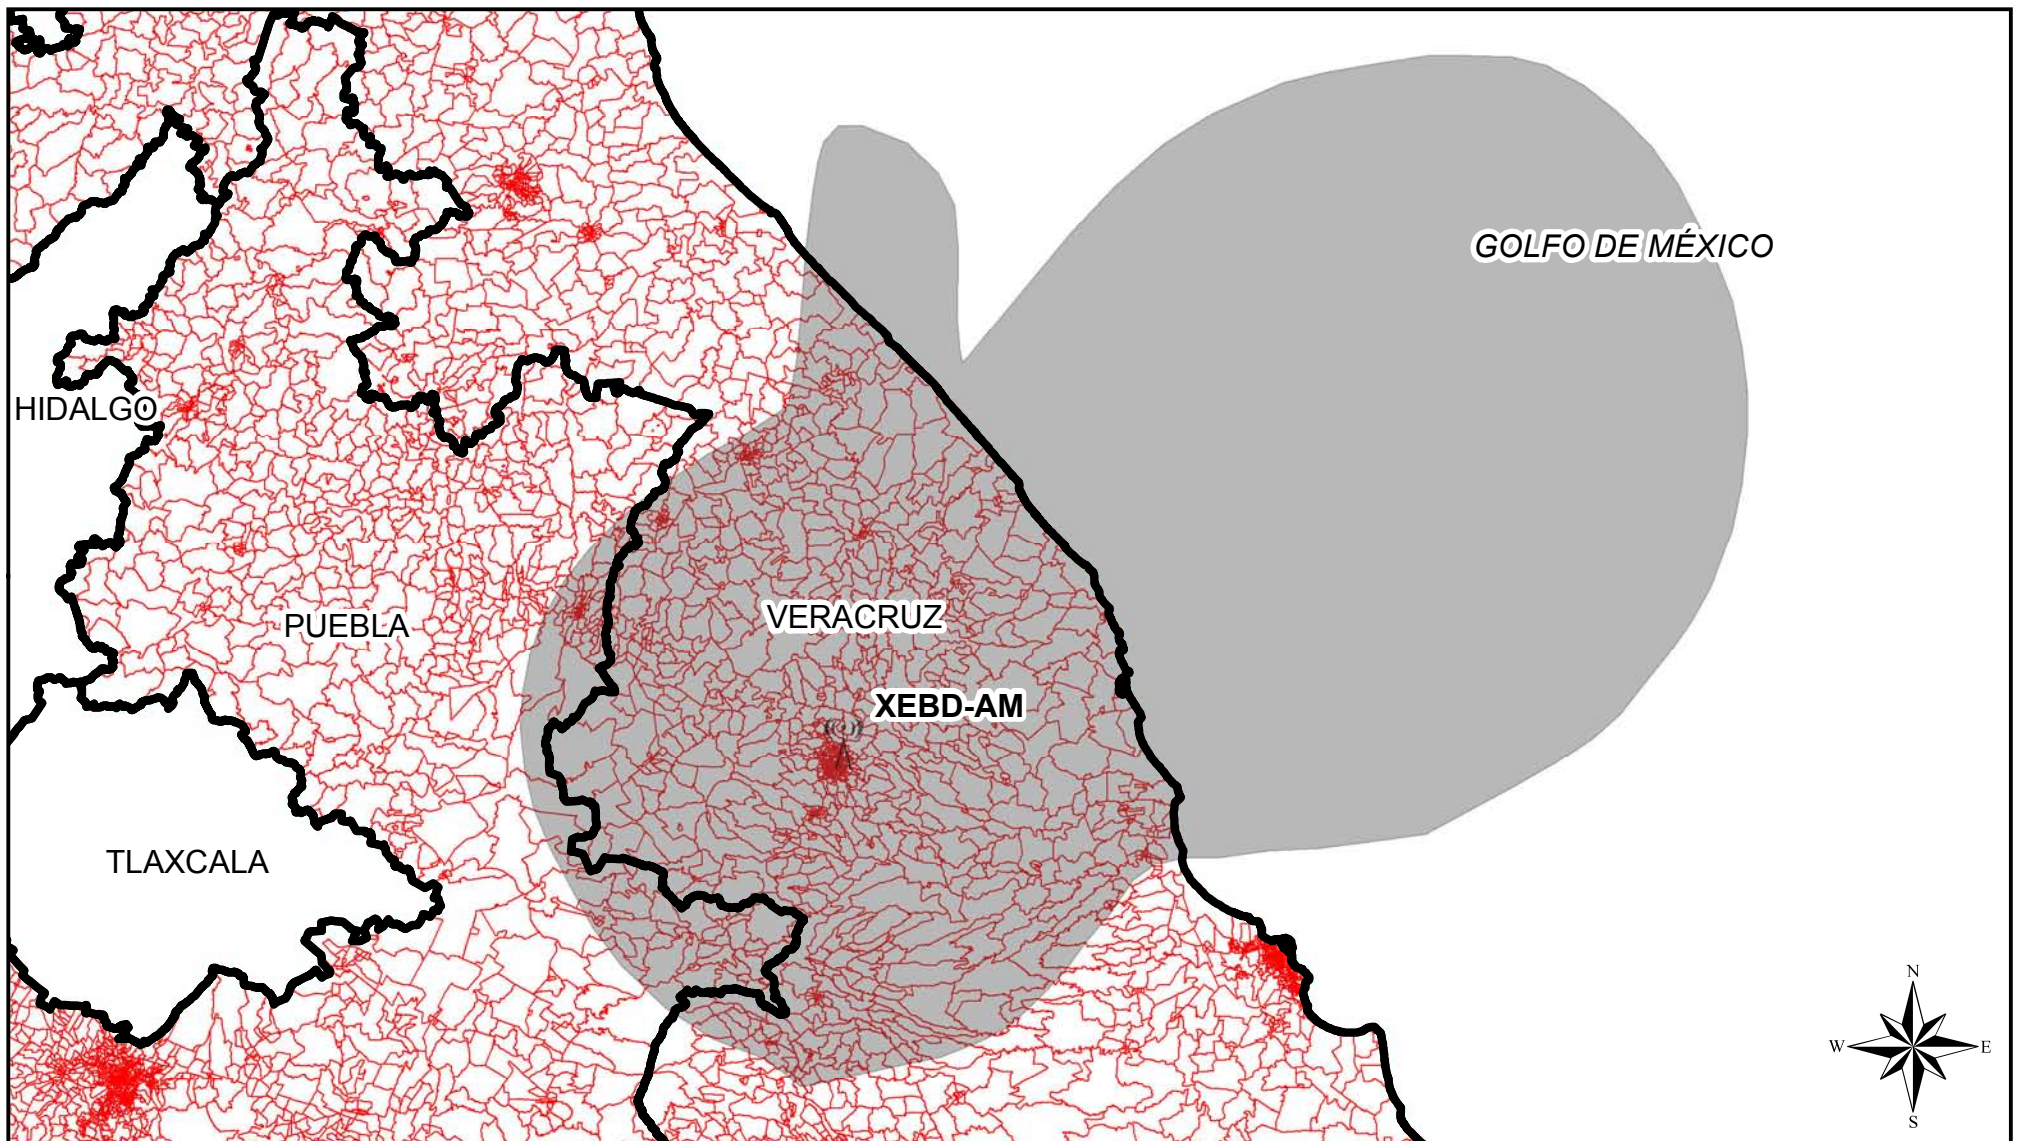 GOLFO DE MÉXICO
HIDALGO
PUEBLA
VERACRUZ
XEBD-AM
TLAXCALA
N
W
E
S